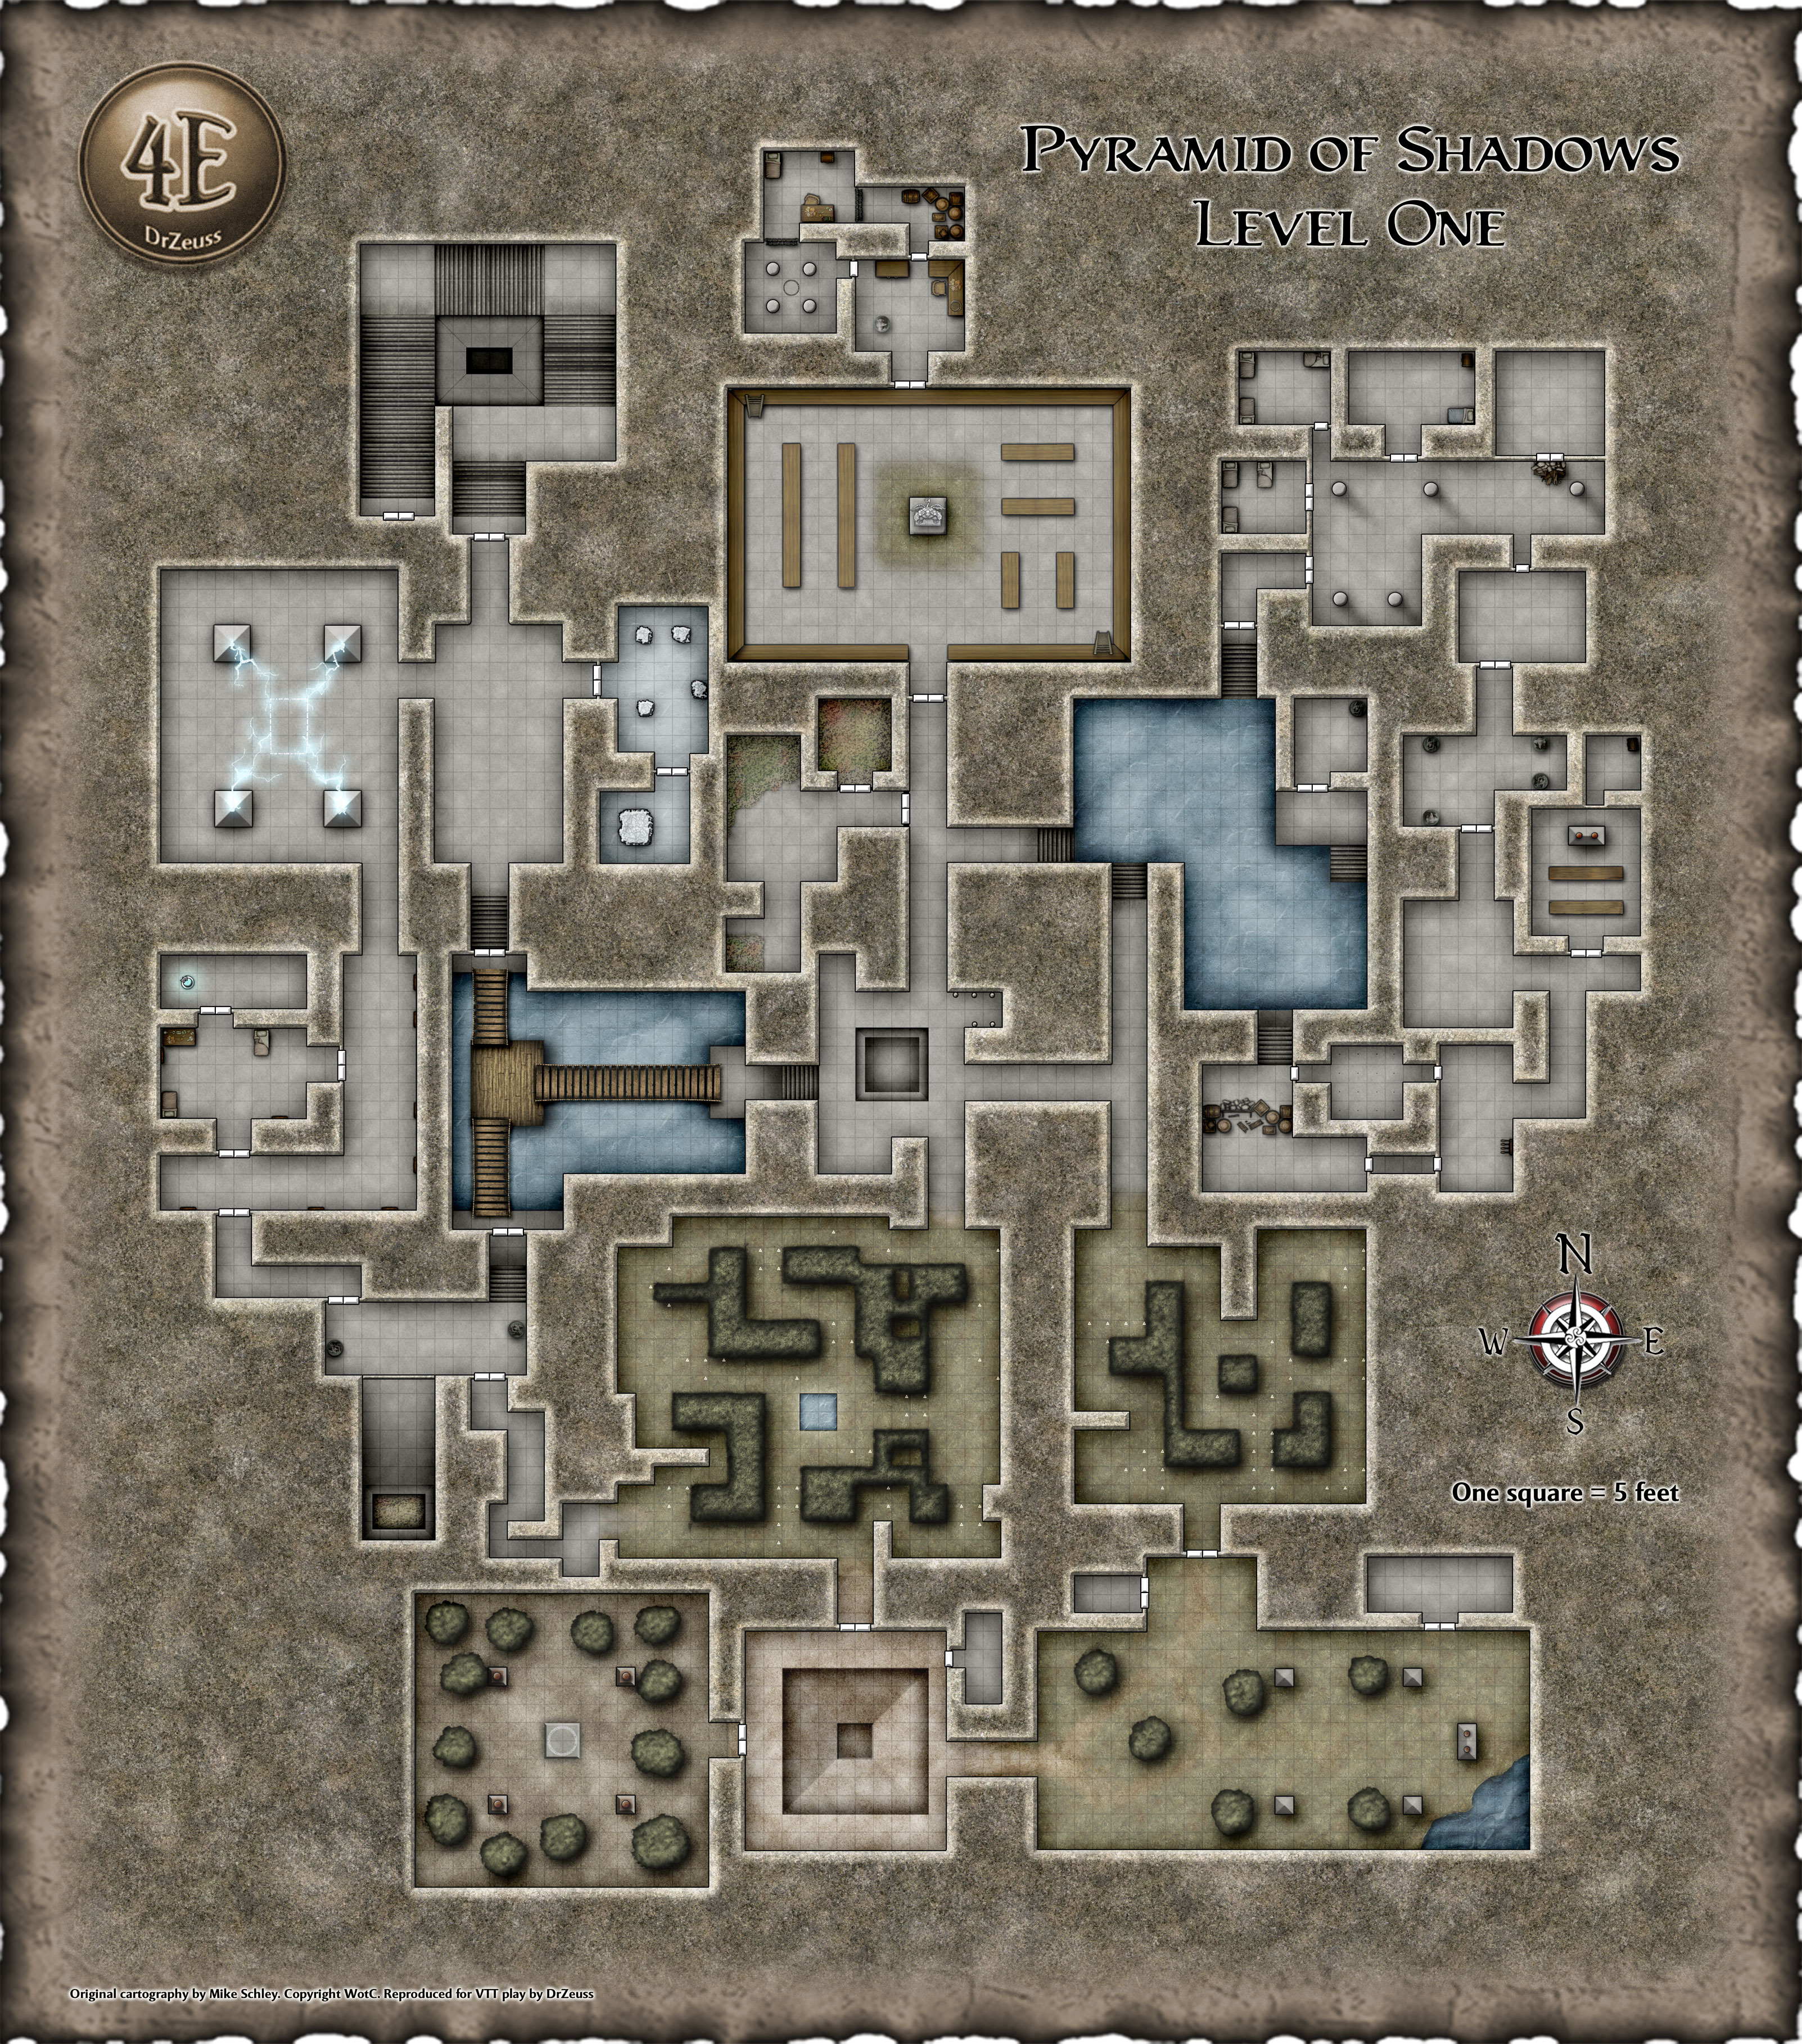 4E
DrZeuss
Pyramid of Shadows
Level One
N
W E
S
One square = 5 feet
Original cartography by Mike Schley. Copyright WotC. Reproduced for VTT play by DrZeuss